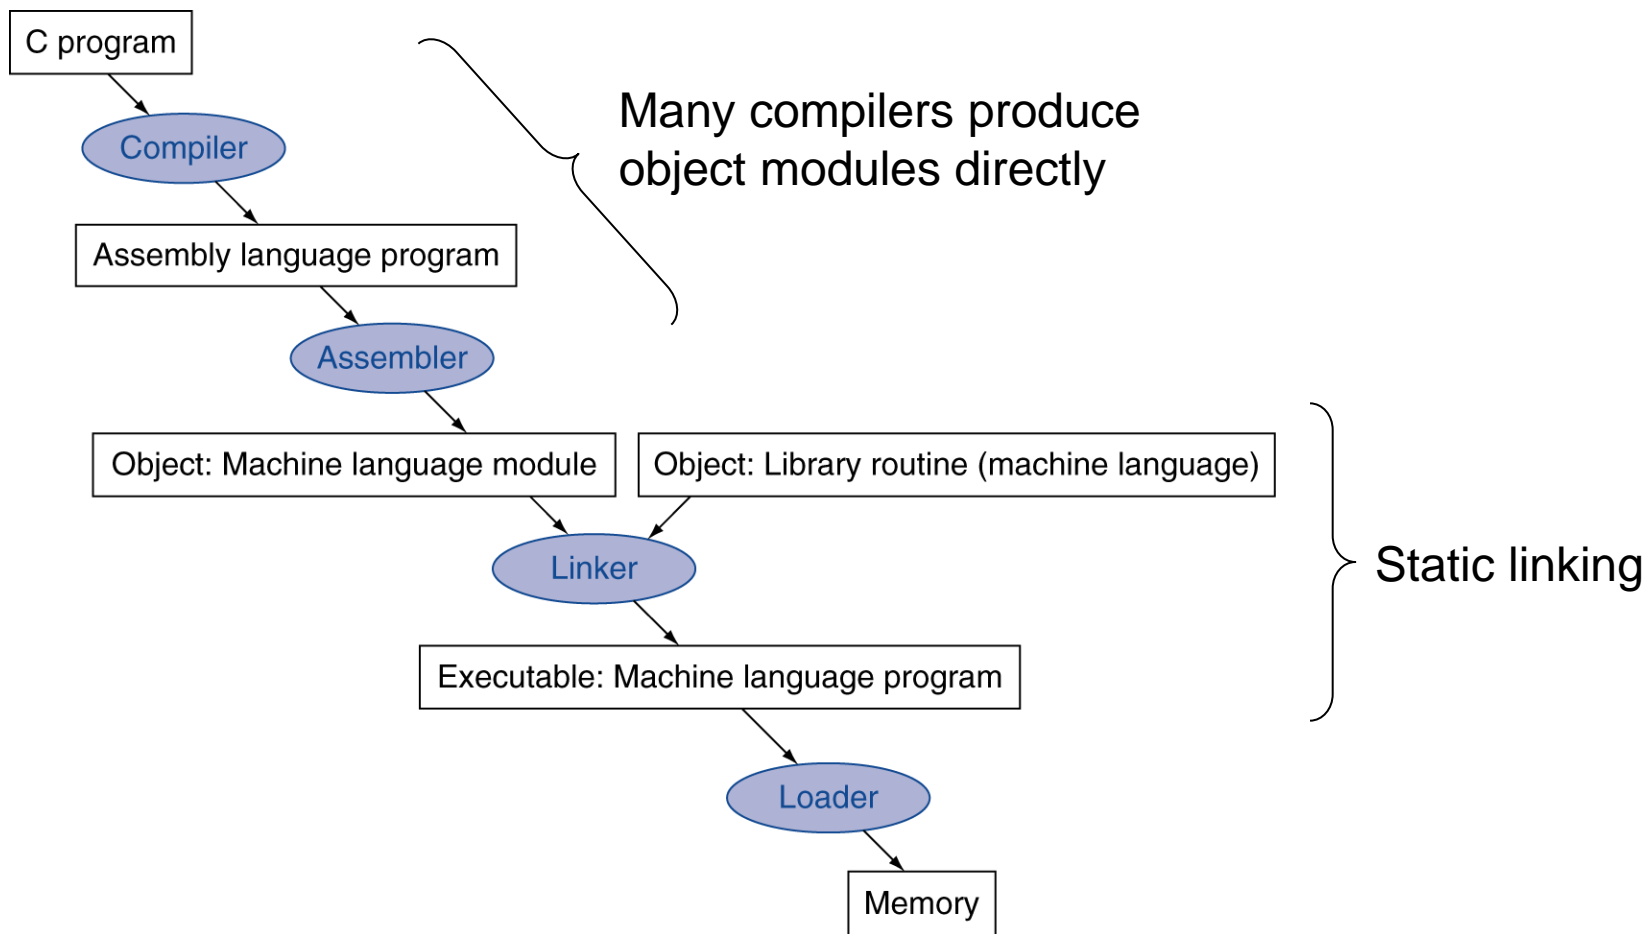 C program
Many compilers produce
object modules directly
Compiler
Assembly language program
Assembler
Object: Machine language module
Object: Library routine (machine language)
Linker
Static linking
Executable: Machine language program
Loader
Memory